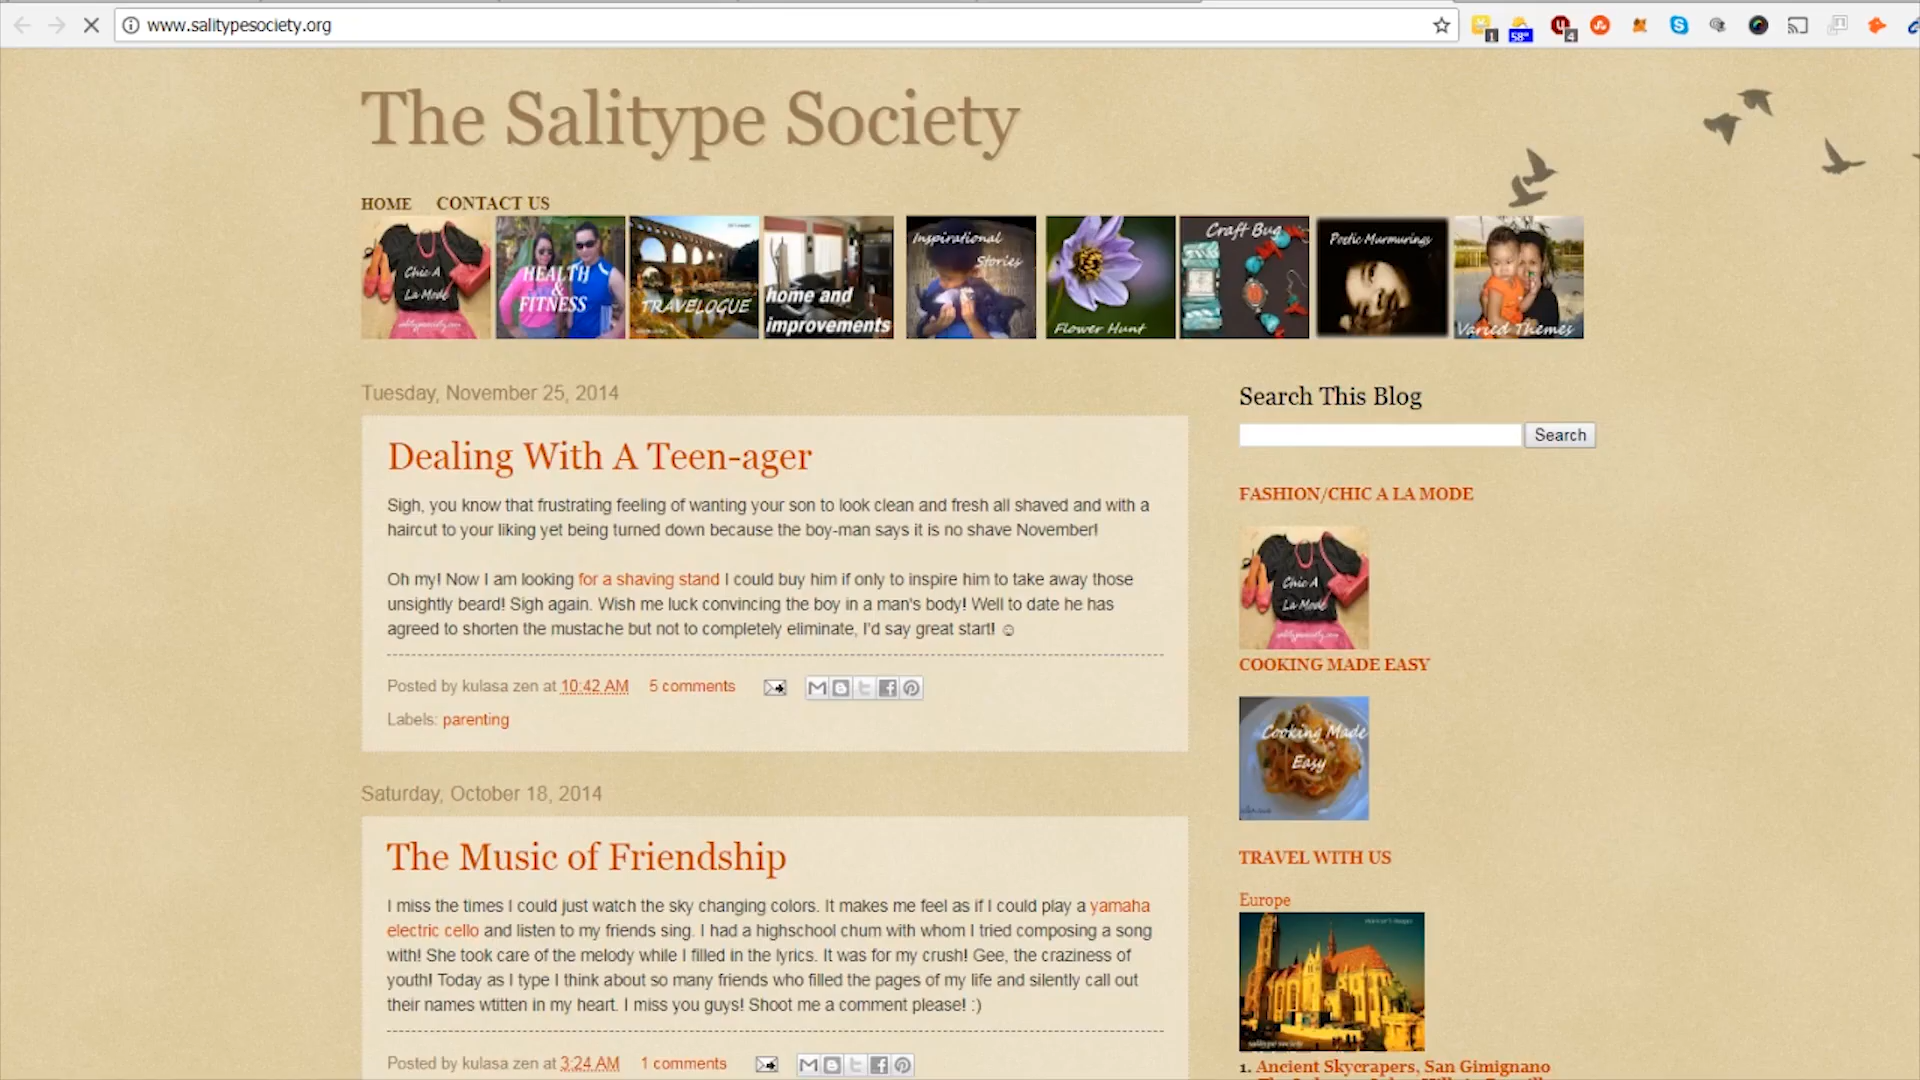 www.salitypesociety.org
1
58°
4
The Salitype Society
HOME CONTACT US
Chic A
La Mode
salitypesociety.com
HEALTH
&
FITNESS
TRAVELOGUE
home and
improvements
Inspirational
Stories
Flower Hunt
Craft Bug
Poetic Murmurings
Varied Themes
Tuesday, November 25, 2014
Dealing With A Teen-ager
Sigh, you know that frustrating feeling of wanting your son to look clean and fresh all shaved and with a
haircut to your liking yet being turned down because the boy-man says it is no shave November!
Oh my! Now I am looking for a shaving stand I could buy him if only to inspire him to take away those
unsightly beard! Sigh again. Wish me luck convincing the boy in a man's body! Well to date he has
agreed to shorten the mustache but not to completely eliminate, I'd say great start! ☺
Posted by kulasa zen at 10:42 AM 5 comments
Labels: parenting
Saturday, October 18, 2014
The Music of Friendship
I miss the times I could just watch the sky changing colors. It makes me feel as if I could play a yamaha
electric cello and listen to my friends sing. I had a highschool chum with whom I tried composing a song
with! She took care of the melody while I filled in the lyrics. It was for my crush! Gee, the craziness of
youth! Today as I type I think about so many friends who filled the pages of my life and silently call out
their names wtitten in my heart. I miss you guys! Shoot me a comment please! :)
Posted by kulasa zen at 3:24 AM 1 comments
Search This Blog
Search
FASHION/CHIC A LA MODE
Chic A
La Mode
salitypesociety.com
COOKING MADE EASY
Cooking Made
Easy
TRAVEL WITH US
Europe
salitype society
1. Ancient Skycrapers, San Gimignano